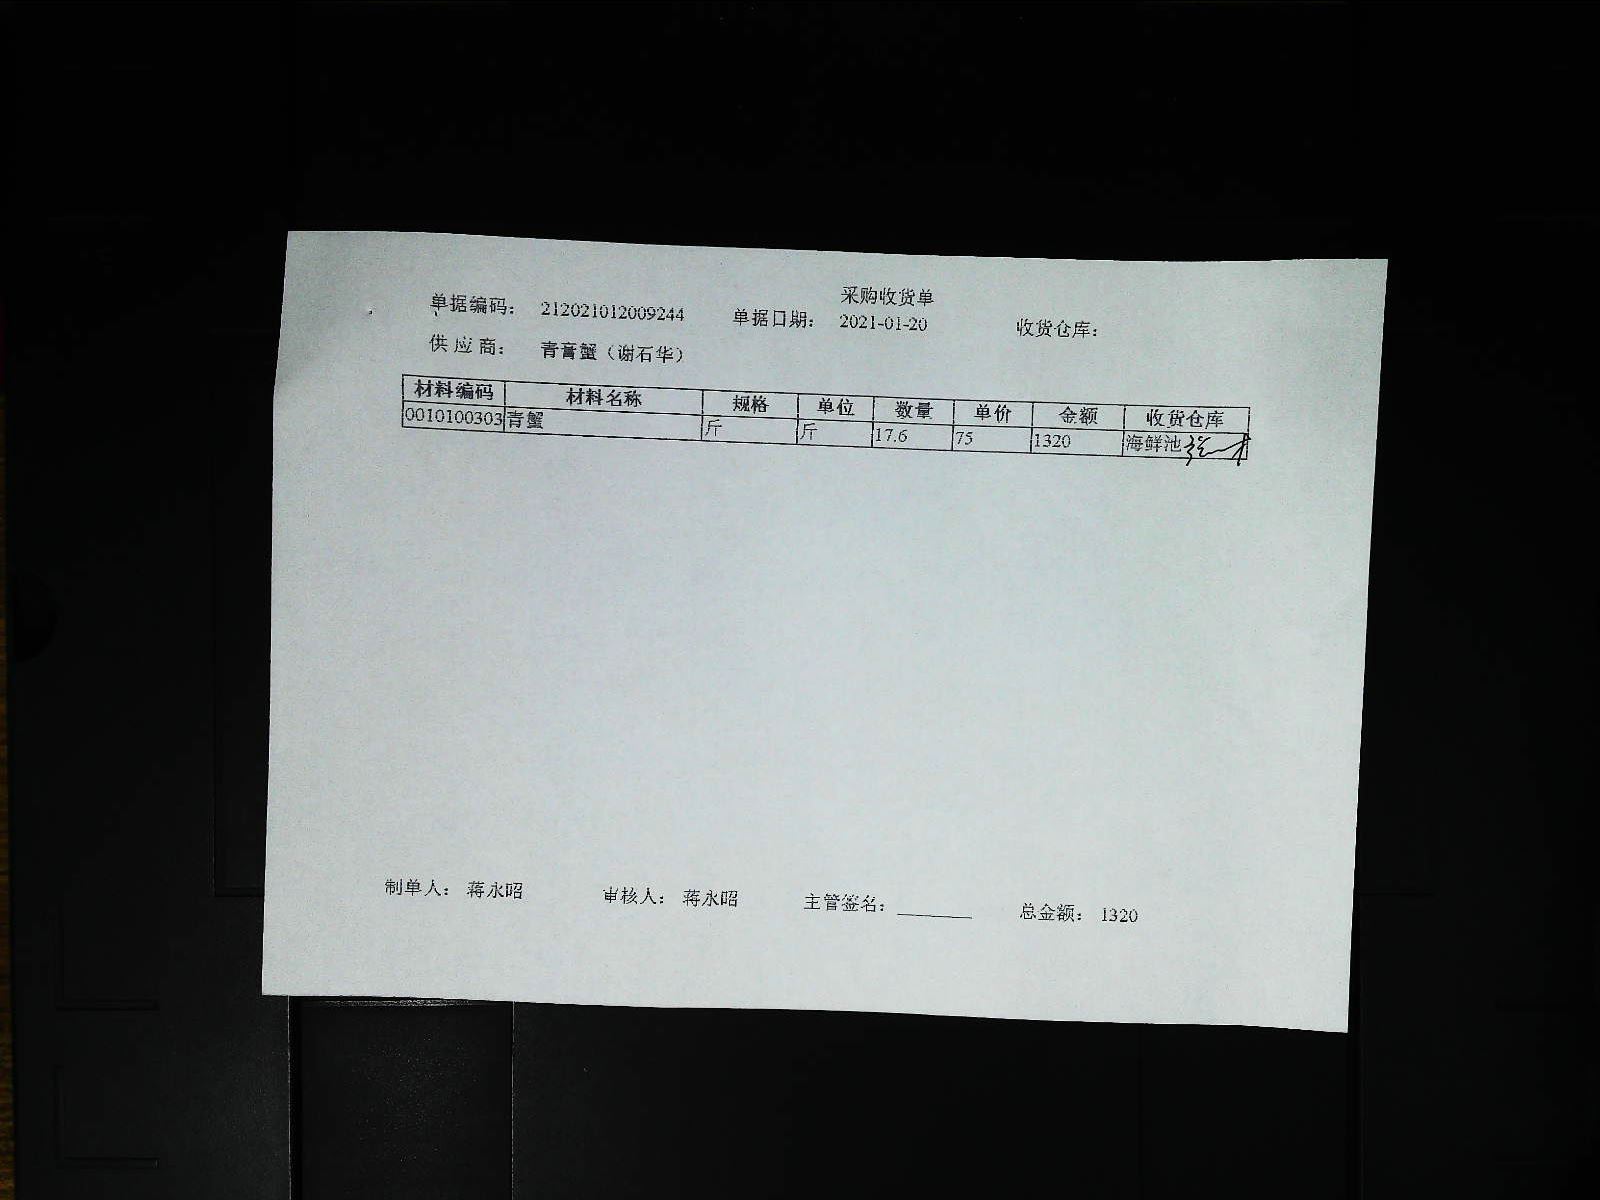 采购收货单
单据编码： 212021012009244 单据日期： 2021-01-20 收货仓库：
供应商： 青膏蟹（谢石华）
材料编码 材料名称 规格 单位 数量 单价 金额 收货仓库
0010100303 青蟹 斤 斤 17.6 75 1320 海鲜池
制单人： 蒋永昭 审核人： 蒋永昭 主管签名： 总金额： 1320